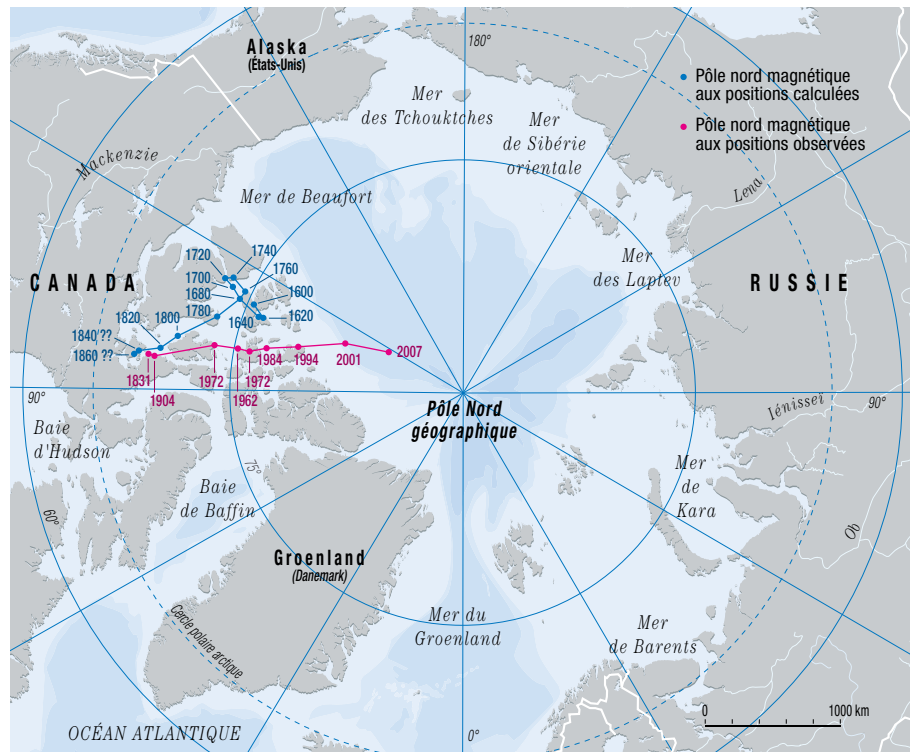 Alaska
(États-Unis)
180°
Pôle nord magnétique
aux positions calculées
Pôle nord magnétique
aux positions observées
Mer
des Tchouktches
Mer
de Sibérie
orientale
Mackenzie
Mer de Beaufort
Lena
Mer
des Laptev
CANADA
RUSSIE
1720
1740
1700
1760
1680
1600
1780
1640
1620
1820
1800
1840 ??
1860 ??
1831
1904
1972
1962
1972
1984
1994
2001
2007
90°
Pôle Nord
géographique
Iénissei
90°
Baie
d'Hudson
75°
Baie
de Baffin
Mer
de
Kara
60°
Ob
Groenland
(Danemark)
Cercle polaire arctique
Mer du
Groenland
Mer
de Barents
OCÉAN ATLANTIQUE
0°
0
1000 km